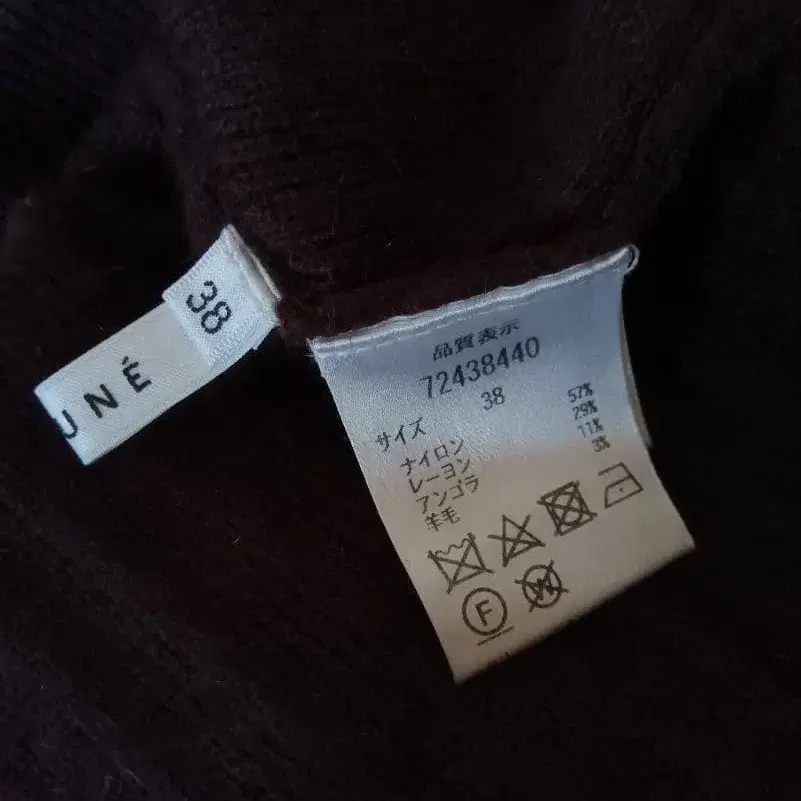 38
UNÉ
品質表示
72438440
サイズ 38
ナイロン 57%
レーヨン 29%
アンゴラ 11%
羊毛 3%
F
W